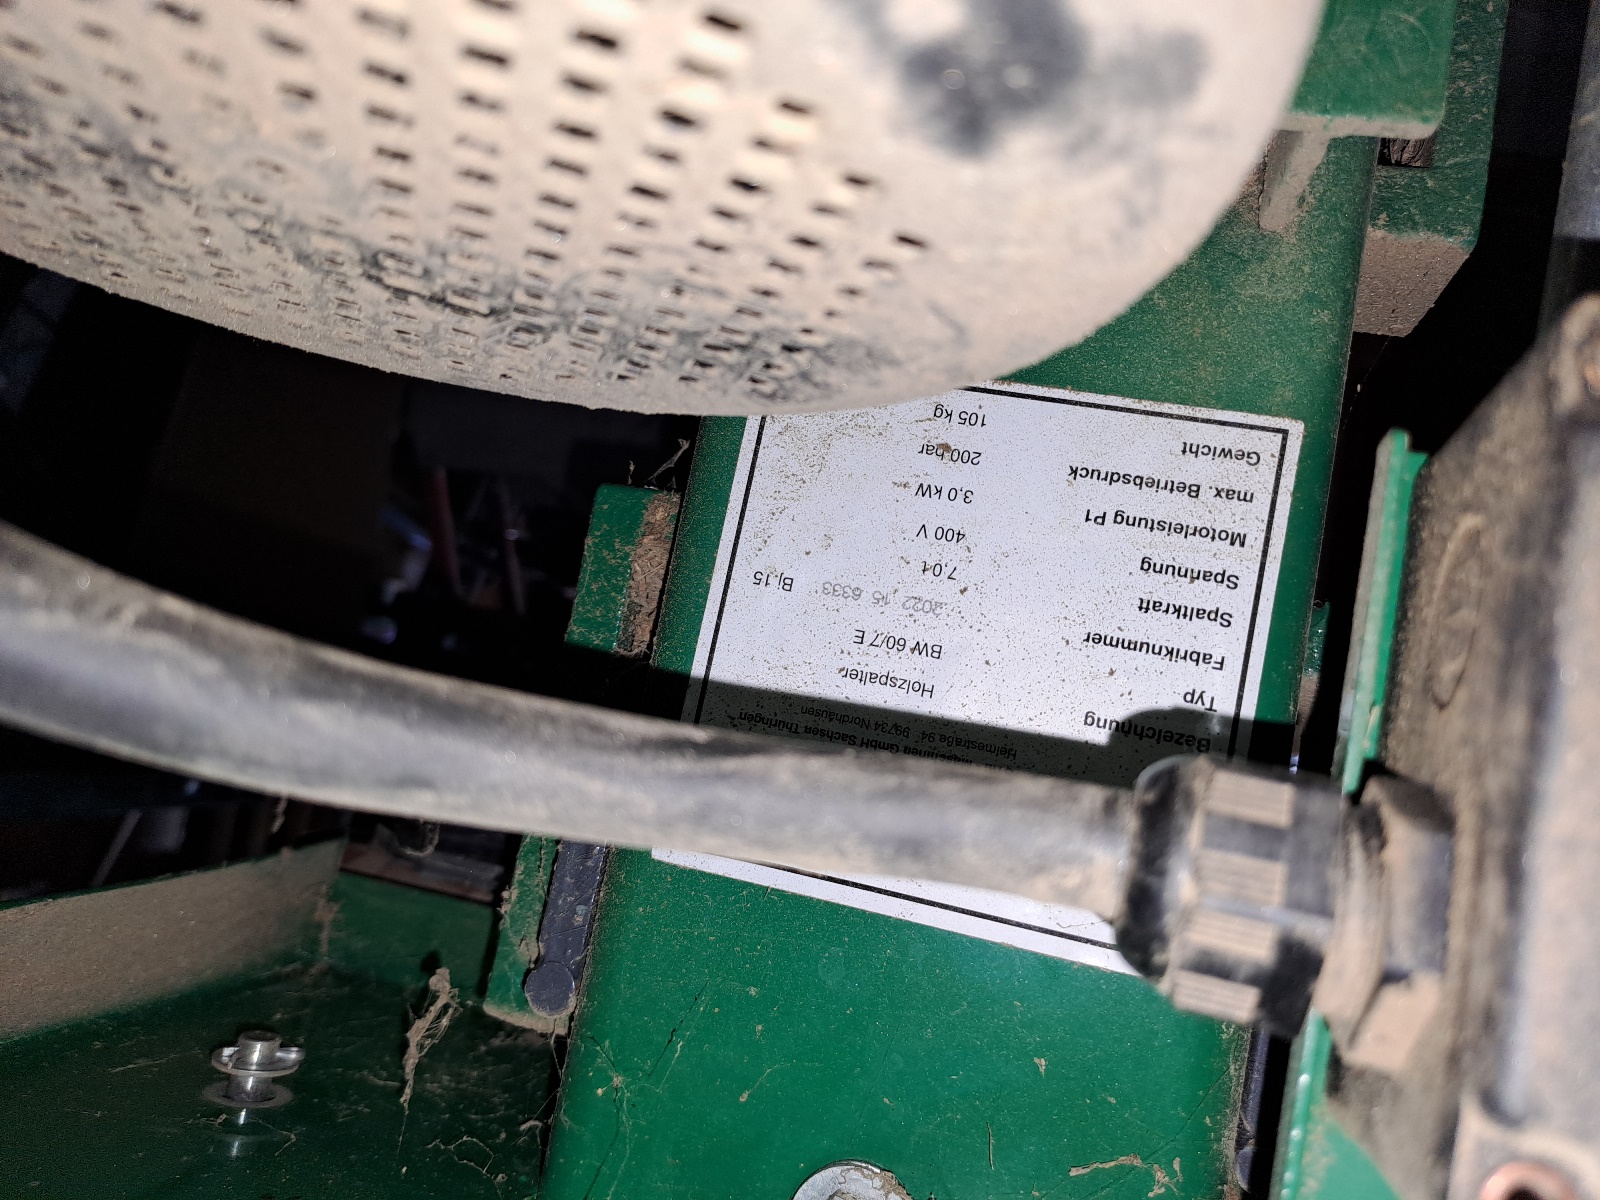 Maschinen GmbH Sachsen Thüringen
Helmestraße 94 99734 Nordhausen
Bezeichnung Holzspalter
Typ BW 60/7 E
Fabriknummer 2022 15 6333 Bj.15
Spaltkraft 7,0 t
Spannung 400 V
Motorleistung P1 3,0 kW
max. Betriebsdruck 200 bar
Gewicht 105 kg